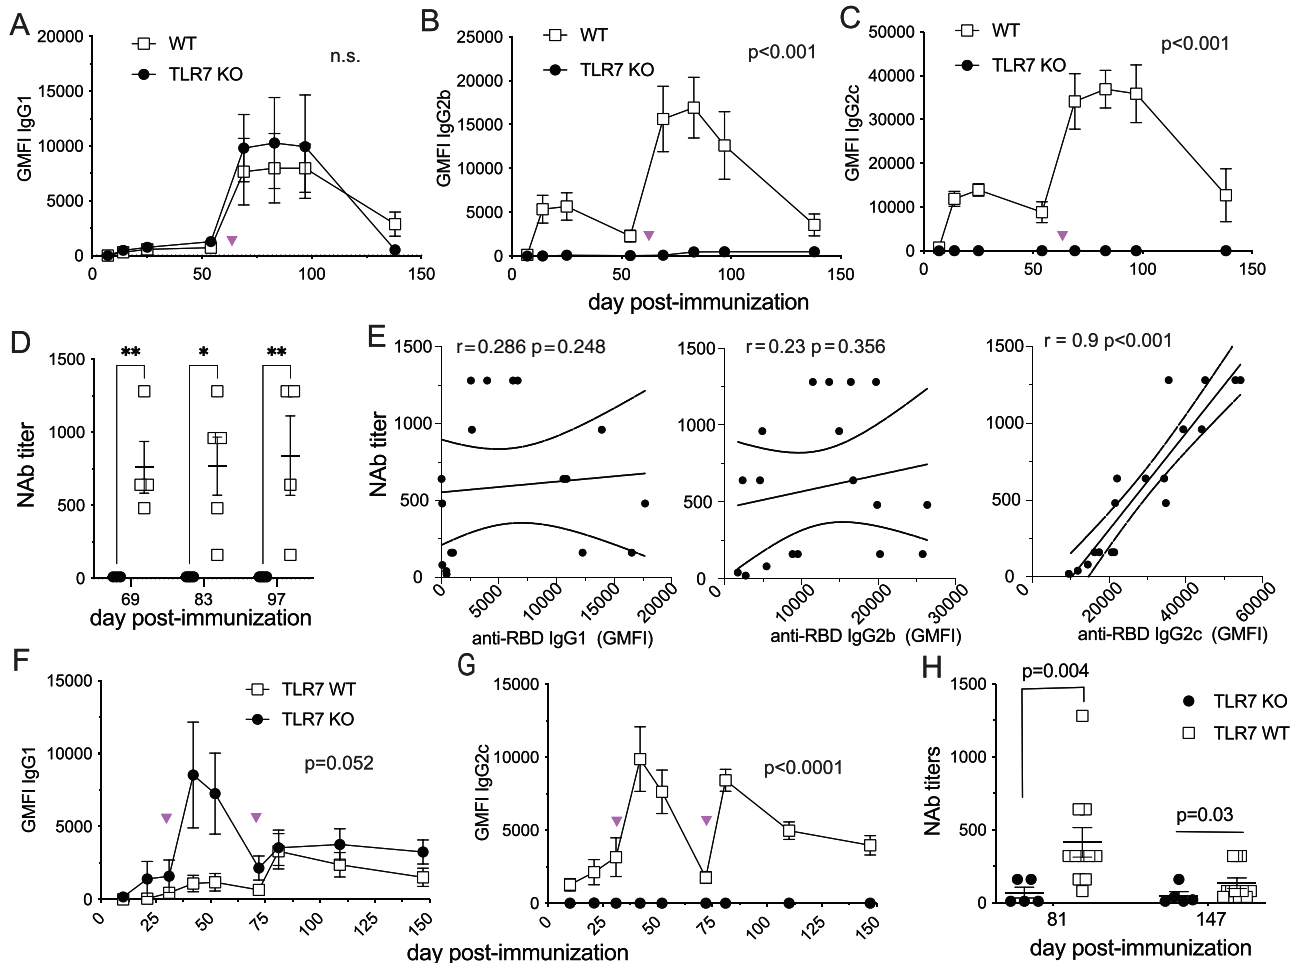 A
20000
15000
10000
5000
0
GMFI IgG1
WT
TLR7 KO
n.s.
0
50
100
150
B
25000
20000
15000
10000
5000
0
GMFI IgG2b
WT
TLR7 KO
p<0.001
0
50
100
150
day post-immunization
C
50000
40000
30000
20000
10000
0
GMFI IgG2c
WT
TLR7 KO
p<0.001
0
50
100
150
D
1500
1000
500
0
NAb titer
**
*
**
69
83
97
day post-immunization
E
1500
1000
500
0
NAb titer
r=0.286 p=0.248
0
5000
10000
15000
20000
anti-RBD IgG1 (GMFI)
1500
1000
500
0
r=0.23 p=0.356
0
10000
20000
30000
anti-RBD IgG2b (GMFI)
1500
1000
500
0
r = 0.9 p<0.001
0
20000
40000
60000
anti-RBD IgG2c (GMFI)
F
15000
10000
5000
0
GMFI IgG1
TLR7 WT
TLR7 KO
p=0.052
0
25
50
75
100
125
150
G
15000
10000
5000
0
GMFI IgG2c
p<0.0001
0
25
50
75
100
125
150
day post-immunization
H
1500
1000
500
0
NAb titers
p=0.004
TLR7 KO
TLR7 WT
p=0.03
81
147
day post-immunization